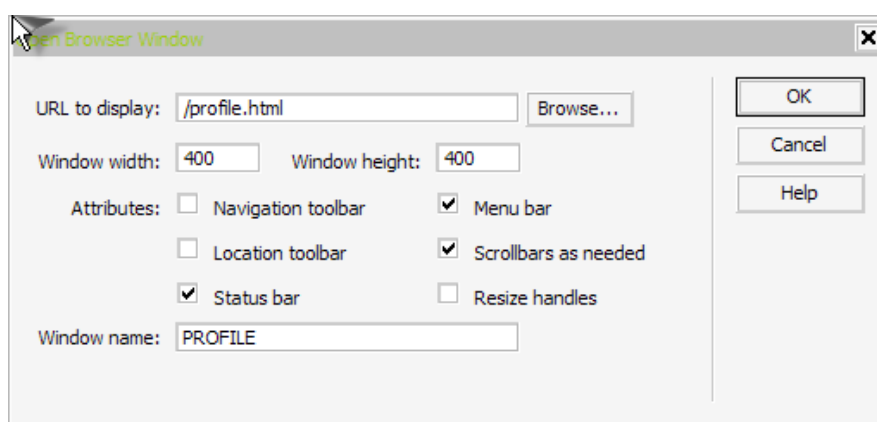 Open Browser Window
URL to display: /profile.html Browse... OK
Window width: 400 Window height: 400 Cancel
Attributes: Navigation toolbar Menu bar Help
Location toolbar Scrollbars as needed
Status bar Resize handles
Window name: PROFILE